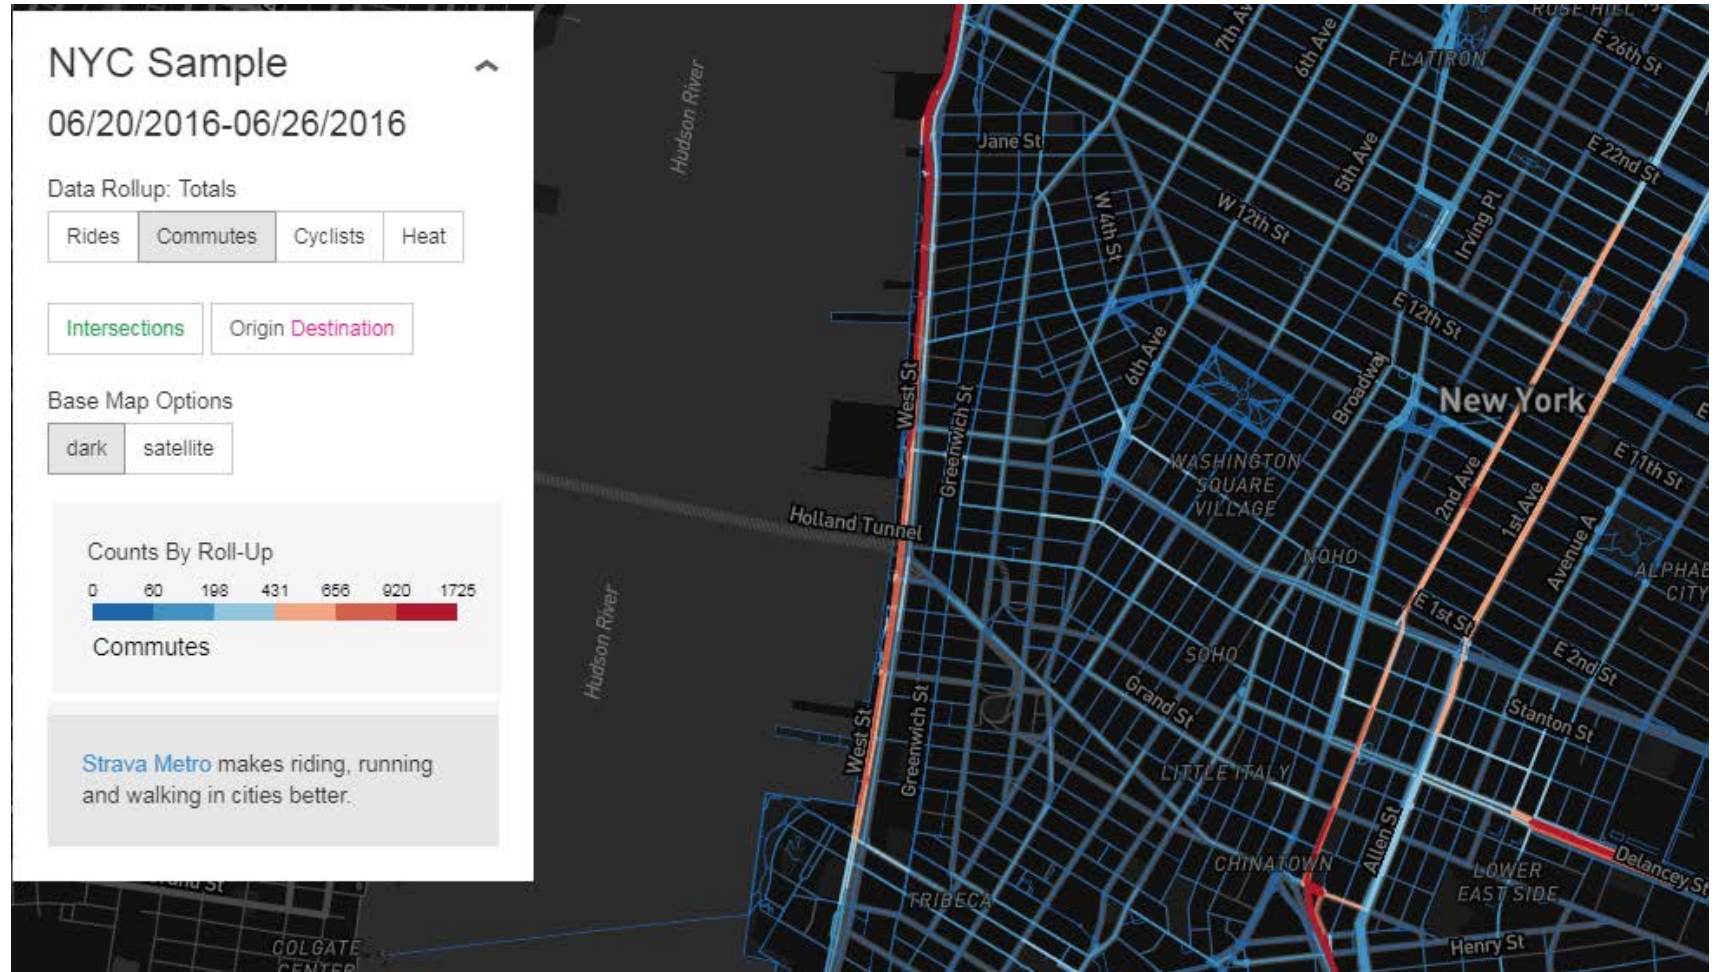 NYC Sample
06/20/2016-06/26/2016
Data Rollup: Totals
Rides Commutes Cyclists Heat
Intersections Origin Destination
Base Map Options
dark satellite
Counts By Roll-Up
0 60 198 431 656 920 1725
Commutes
Strava Metro makes riding, running
and walking in cities better.
Hudson River
Hudson River
Holland Tunnel
West St
West St
Greenwich St
Greenwich St
Jane St
W 4th St
W 12th St
7th Av
6th Ave
6th Ave
5th Ave
FLATIRON
ROSE HILL
E 26th St
E 22nd St
Irving Pl
E 12th St
Broadway
New York
WASHINGTON
SQUARE
VILLAGE
2nd Ave
1st Ave
Avenue A
E 11th St
ALPHAB
CITY
NOHO
E 1st St
E 2nd St
SOHO
Grand St
Stanton St
LITTLE ITALY
Allen St
CHINATOWN
LOWER
EAST SIDE
Delancey St
TRIBECA
Henry St
COLGATE
CENTER